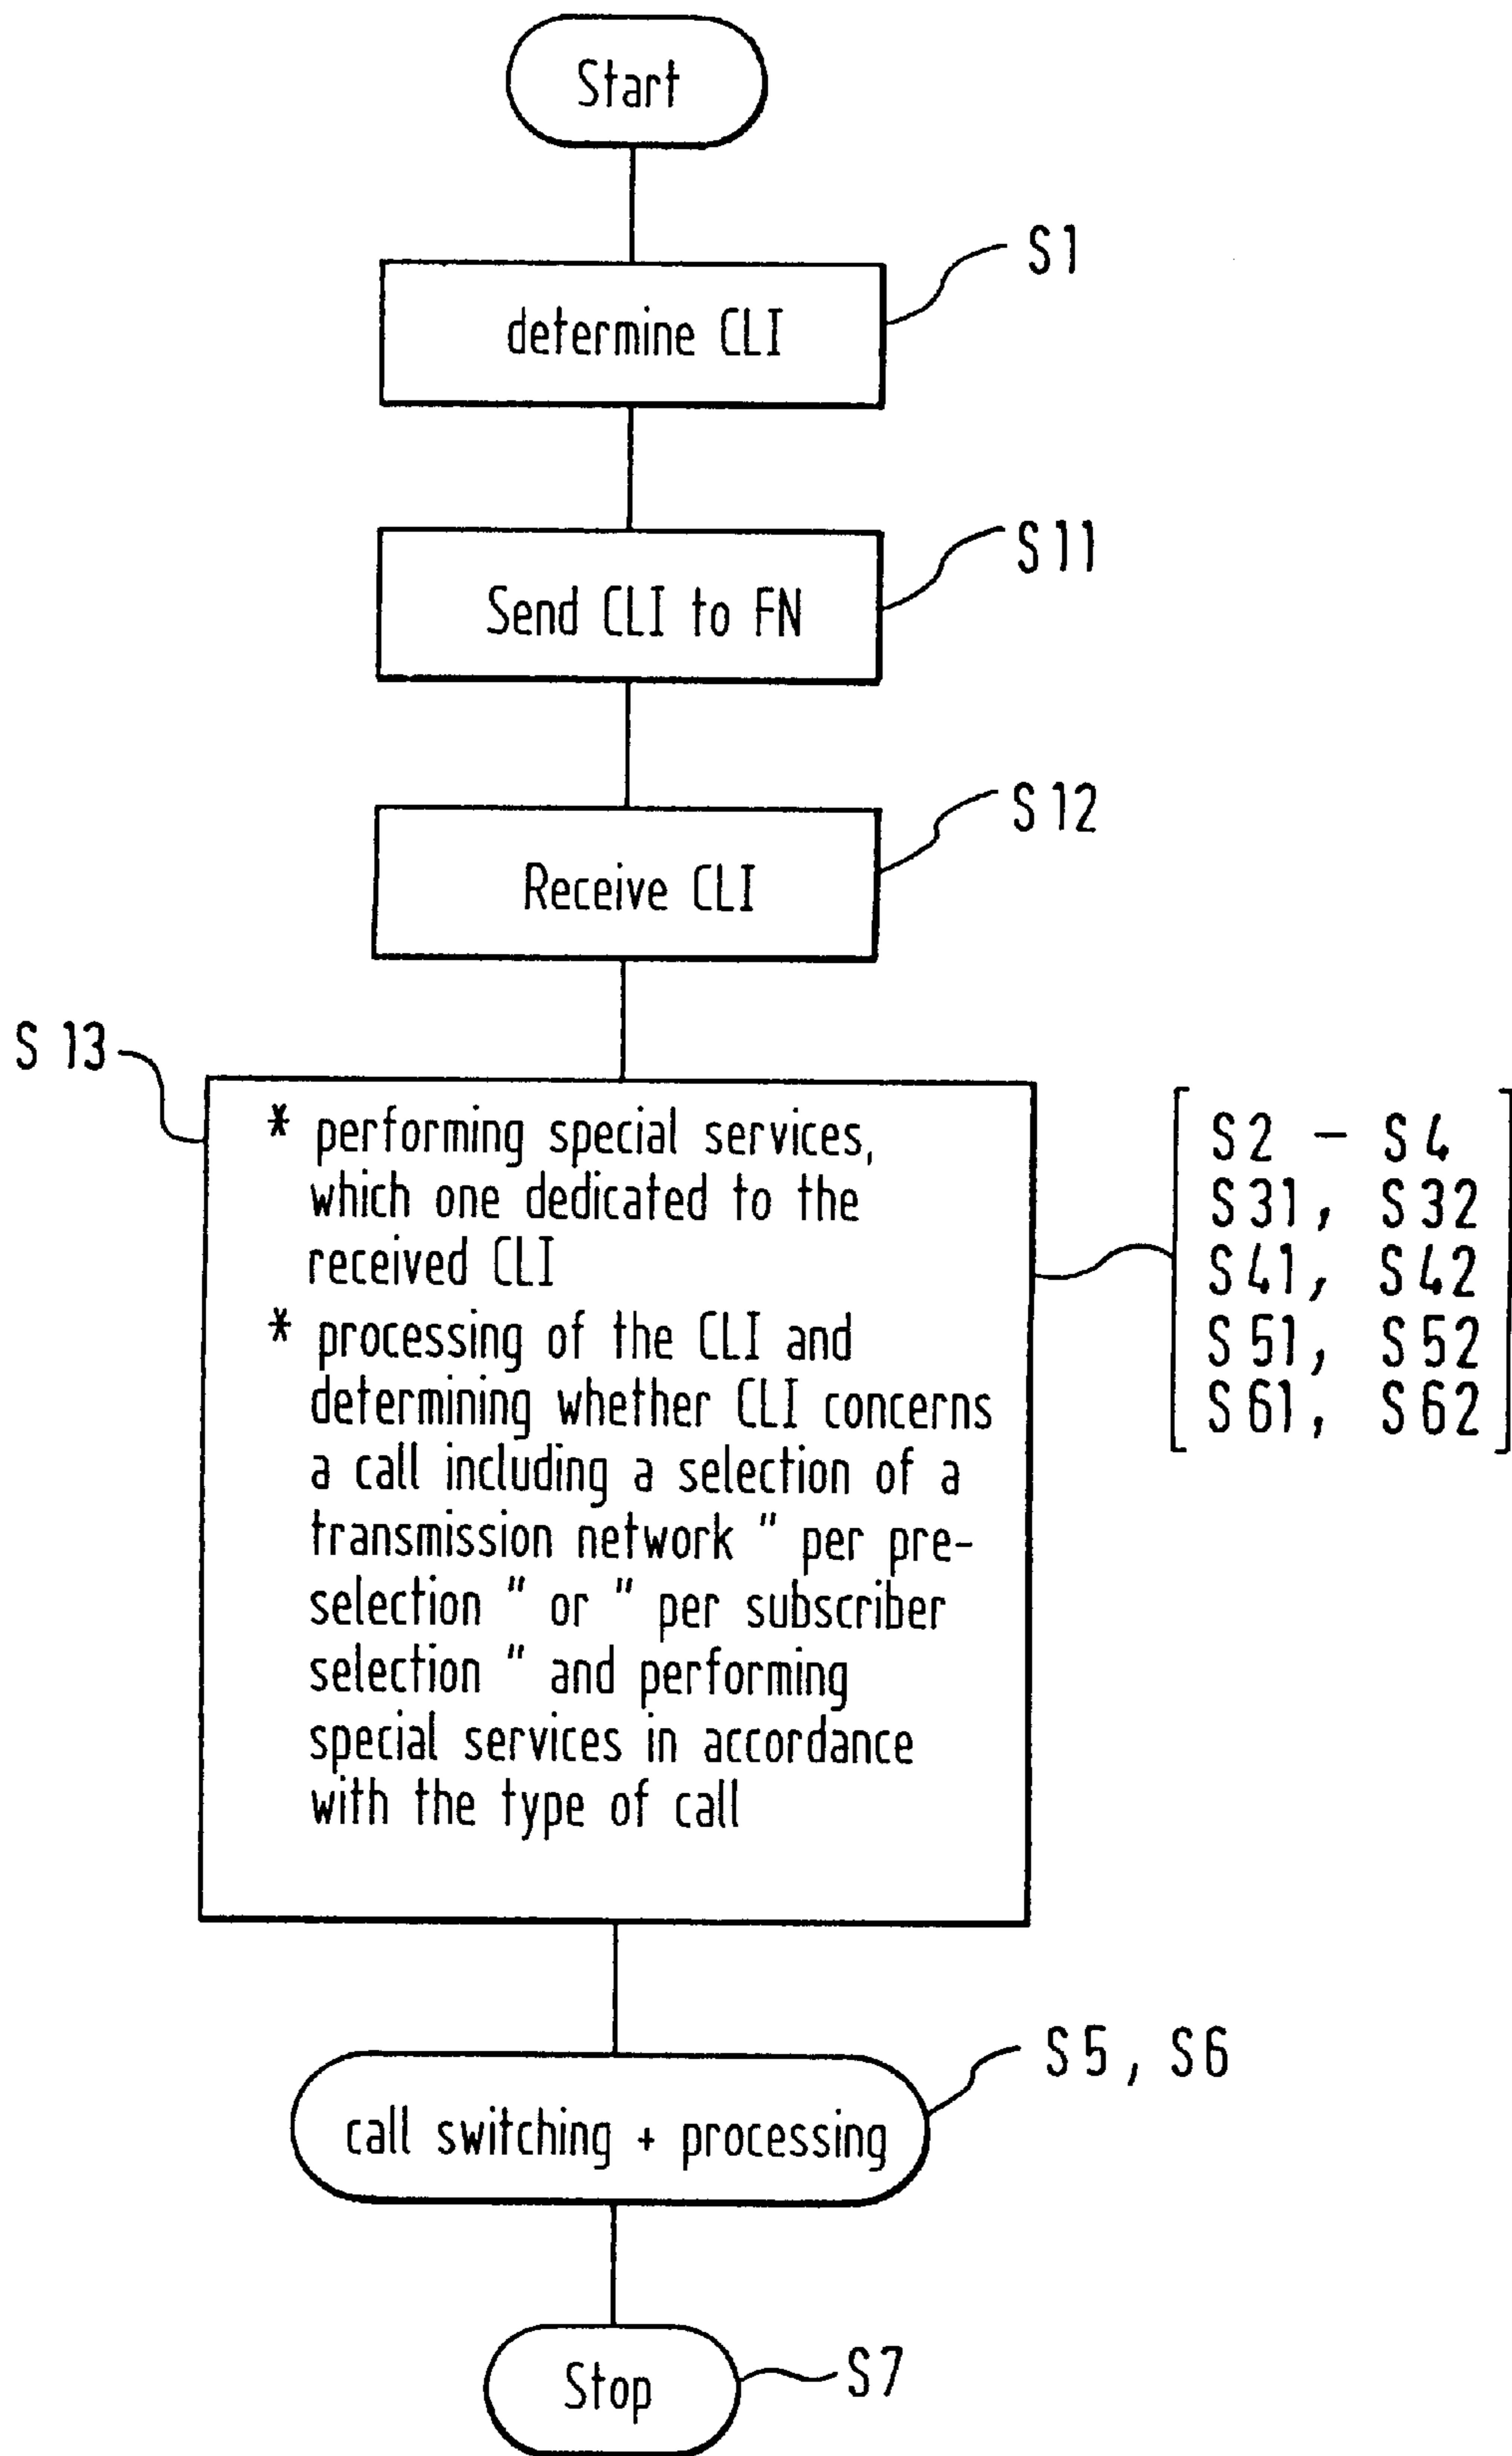 Start
S1
determine CLI
S11
Send CLI to FN
S12
Receive CLI
S 13
* performing special services,
which one dedicated to the
received CLI
* processing of the CLI and
determining whether CLI concerns
a call including a selection of a
transmission network " per pre-
selection " or " per subscriber
selection " and performing
special services in accordance
with the type of call
S2 – S4
S31, S32
S41, S42
S51, S52
S61, S62
S5, S6
call switching + processing
Stop
S7